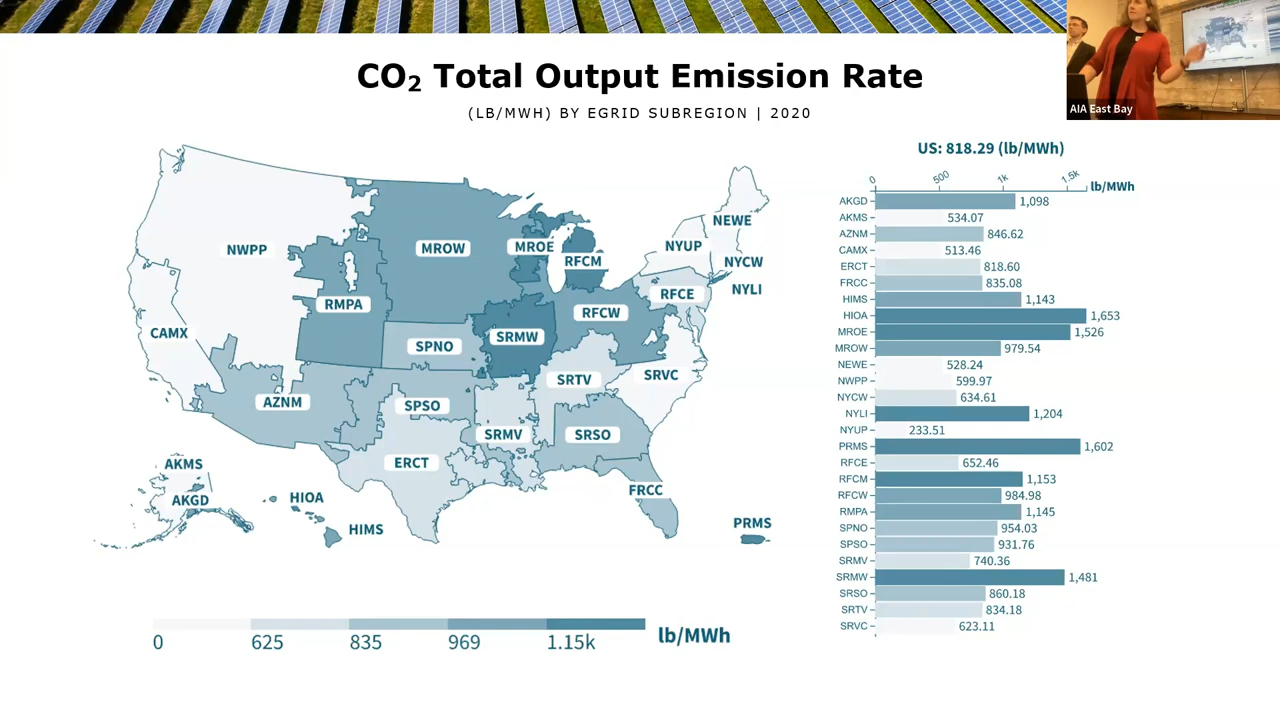 CO₂ Total Output Emission Rate
(LB/MWH) BY EGRID SUBREGION | 2020
AIA East Bay
US: 818.29 (lb/MWh)
0 500 1k 1.5k lb/MWh
AKGD 1,098
AKMS 534.07
AZNM 846.62
CAMX 513.46
ERCT 818.60
FRCC 835.08
HIMS 1,143
HIOA 1,653
MROE 1,526
MROW 979.54
NEWE 528.24
NWPP 599.97
NYCW 634.61
NYLI 1,204
NYUP 233.51
PRMS 1,602
RFCE 652.46
RFCM 1,153
RFCW 984.98
RMPA 1,145
SPNO 954.03
SPSO 931.76
SRMV 740.36
SRMW 1,481
SRSO 860.18
SRTV 834.18
SRVC 623.11
NEWE
NWPP
MROW
MROE
NYUP
RFCM
NYCW
NYLI
RFCE
RMPA
RFCW
CAMX
SPNO
SRMW
SRTV
SRVC
AZNM
SPSO
SRMV
SRSO
ERCT
AKMS
AKGD
HIOA
FRCC
HIMS
PRMS
0 625 835 969 1.15k lb/MWh